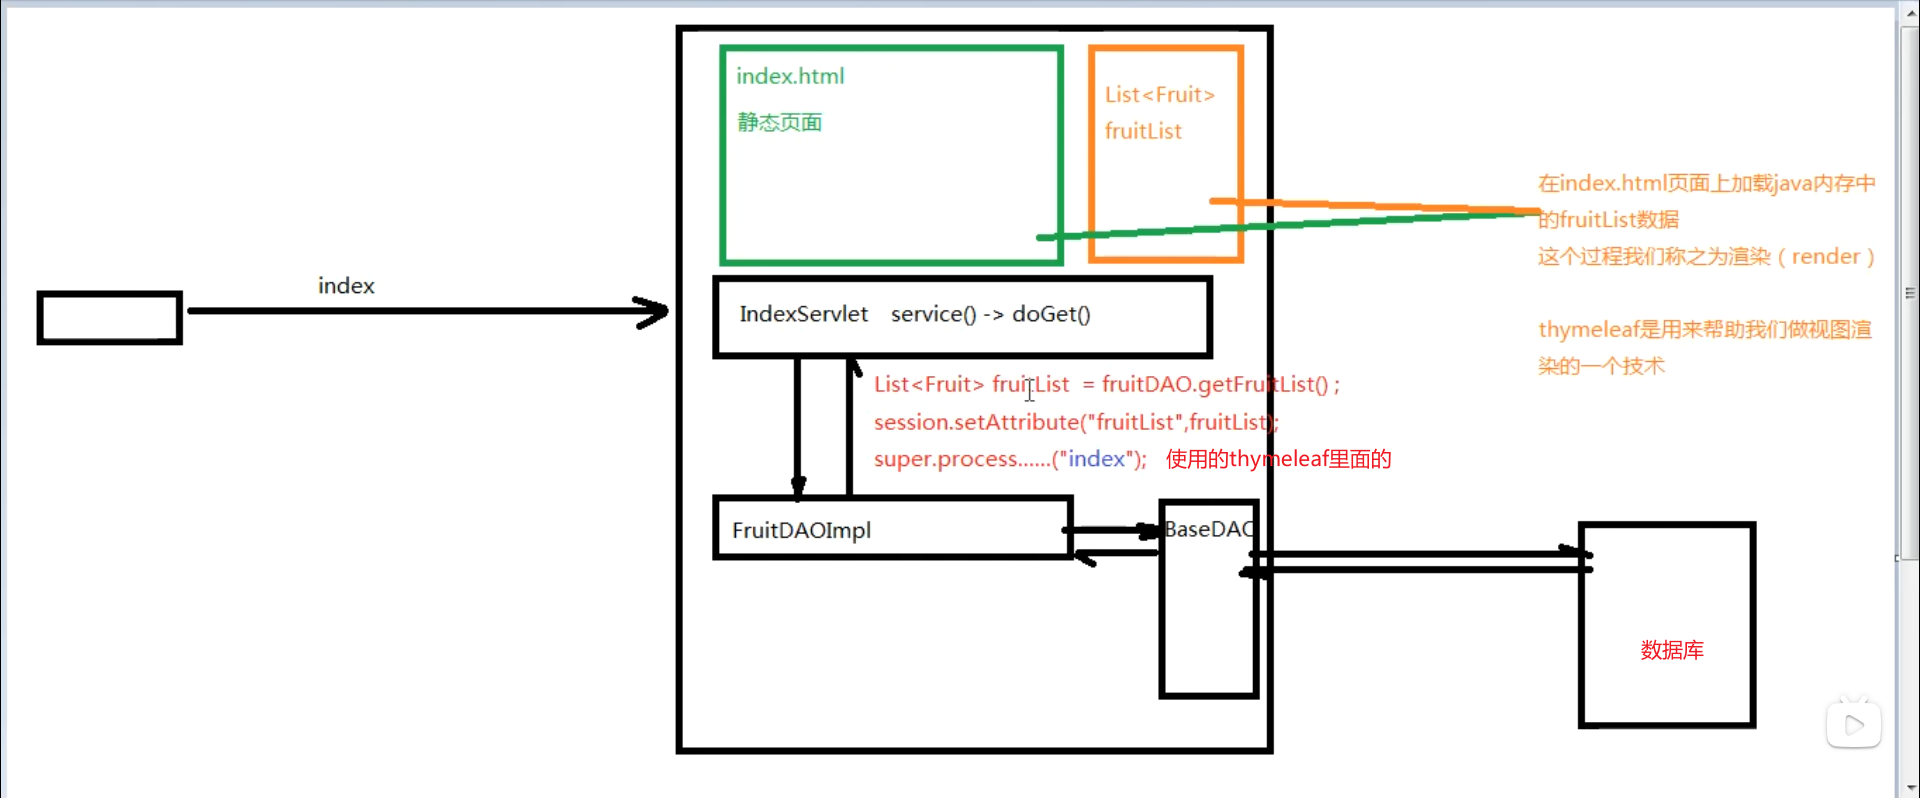 index.html
静态页面
List<Fruit>
fruitList
在index.html页面上加载java内存中
的fruitList数据
这个过程我们称之为渲染（render）
thymeleaf是用来帮助我们做视图渲
染的一个技术
index
IndexServlet service() -> doGet()
List<Fruit> fruitList = fruitDAO.getFruitList() ;
session.setAttribute("fruitList",fruitList);
super.process......("index"); 使用的thymeleaf里面的
FruitDAOImpl
BaseDAO
数据库